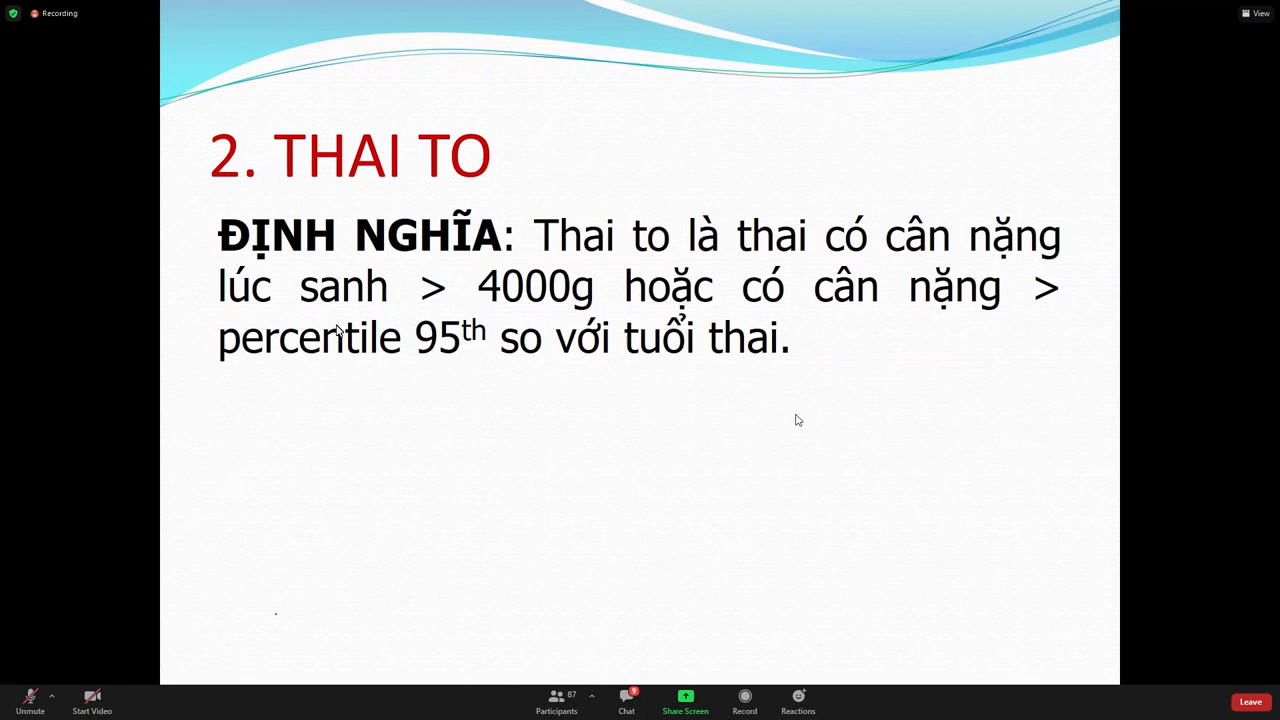 Recording
View
2. THAI TO
ĐỊNH NGHĨA: Thai to là thai có cân nặng
lúc sanh > 4000g hoặc có cân nặng >
percentile 95th so với tuổi thai.
87
9
Unmute
Start Video
Participants
Chat
Share Screen
Record
Reactions
Leave